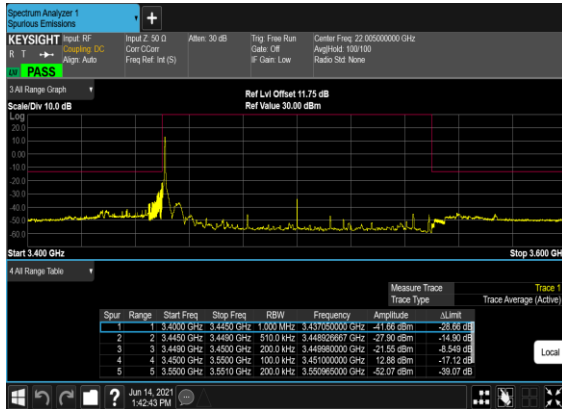 Spectrum Analyzer 1
Spurious Emissions
KEYSIGHT Input: RF Input Z: 50 Ω Atten: 30 dB Trig: Free Run Center Freq: 22.005000000 GHz
R T Coupling: DC Corr CCorr Gate: Off Avg|Hold: 100/100
Align: Auto Freq Ref: Int (S) IF Gain: Low Radio Std: None
PASS
3 All Range Graph
Ref Lvl Offset 11.75 dB
Scale/Div 10.0 dB Ref Value 30.00 dBm
Log
20.0
10.0
0.00
-10.0
-20.0
-30.0
-40.0
-50.0
-60.0
Start 3.400 GHz Stop 3.600 GHz
4 All Range Table
Measure Trace Trace 1
Trace Type Trace Average (Active)
Spur Range Start Freq Stop Freq RBW Frequency Amplitude ΔLimit
1 1 3.4000 GHz 3.4450 GHz 1.000 MHz 3.437050000 GHz -41.66 dBm -28.66 dB
2 2 3.4450 GHz 3.4490 GHz 510.0 kHz 3.448926667 GHz -27.90 dBm -14.90 dB
3 3 3.4490 GHz 3.4500 GHz 200.0 kHz 3.449980000 GHz -21.55 dBm -8.549 dB
4 4 3.4500 GHz 3.5500 GHz 100.0 kHz 3.451000000 GHz 12.88 dBm -17.12 dB
5 5 3.5500 GHz 3.5510 GHz 200.0 kHz 3.550965000 GHz -52.07 dBm -39.07 dB
Local
Jun 14, 2021
1:42:43 PM